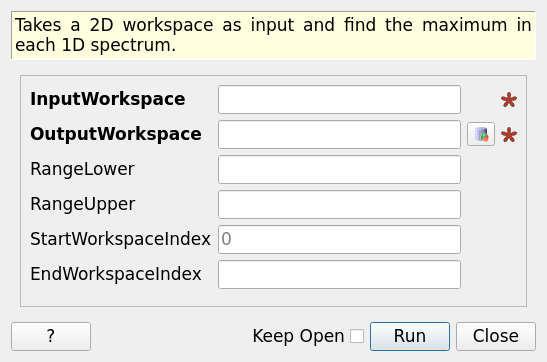 Takes a 2D workspace as input and find the maximum in
each 1D spectrum.
InputWorkspace
OutputWorkspace
RangeLower
RangeUpper
StartWorkspaceIndex 0
EndWorkspaceIndex
? Keep Open Run Close